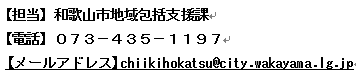 【担当】 和歌山市地域包括支援課
【電話】 ０７３－４３５－１１９７
【メールアドレス】chiikihokatsu@city.wakayama.lg.jp